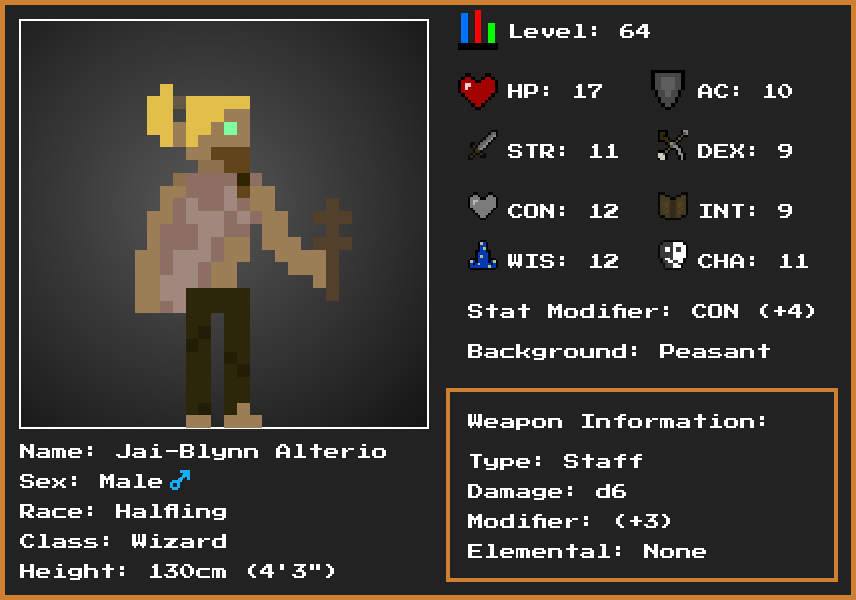 Level: 64
HP: 17
AC: 10
STR: 11
DEX: 9
CON: 12
INT: 9
WIS: 12
CHA: 11
Stat Modifier: CON (+4)
Background: Peasant
Weapon Information:
Type: Staff
Damage: d6
Modifier: (+3)
Elemental: None
Name: Jai-Blynn Alterio
Sex: Male♂
Race: Halfling
Class: Wizard
Height: 130cm (4'3")